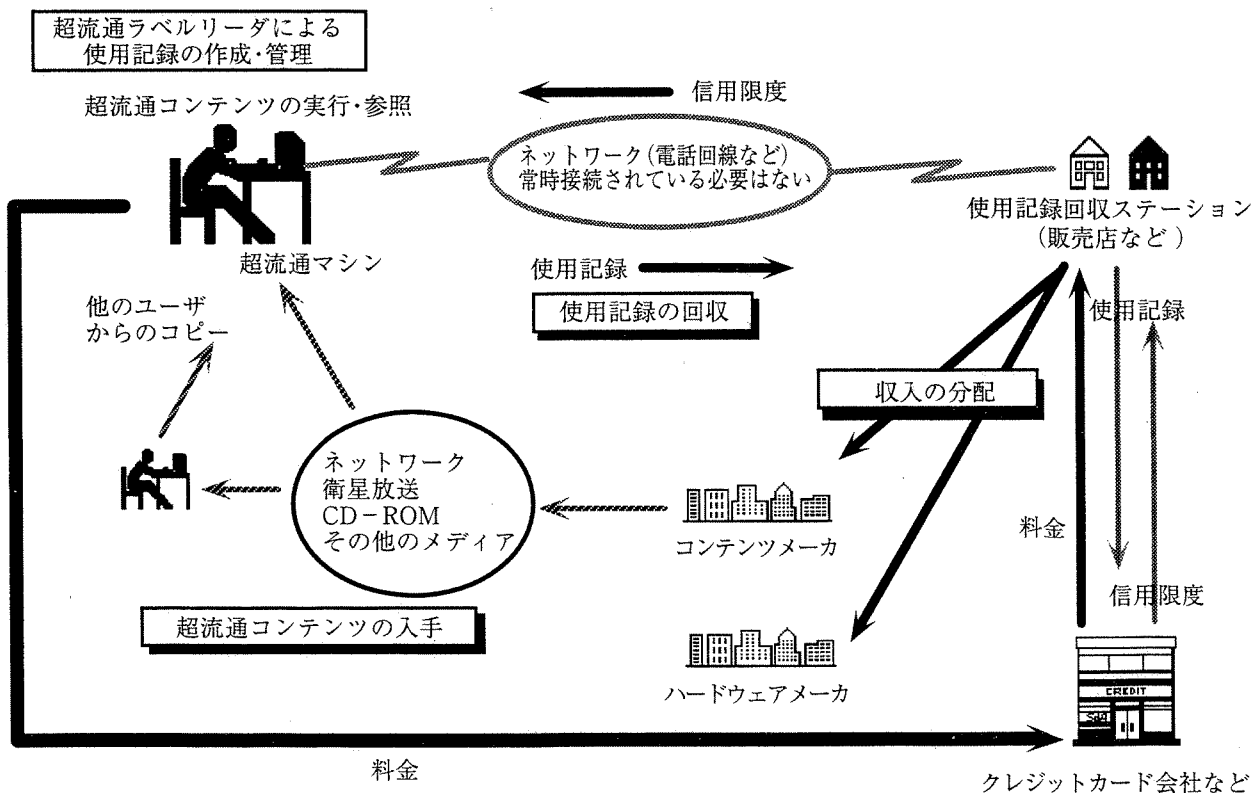 超流通ラベルリーダによる
使用記録の作成・管理
超流通コンテンツの実行・参照
信用限度
ネットワーク(電話回線など)
常時接続されている必要はない
使用記録回収ステーション
(販売店など)
超流通マシン
使用記録
使用記録の回収
他のユーザ
からのコピー
使用記録
収入の分配
ネットワーク
衛星放送
CD-ROM
その他のメディア
コンテンツメーカ
料金
信用限度
超流通コンテンツの入手
ハードウェアメーカ
CREDIT
料金
クレジットカード会社など